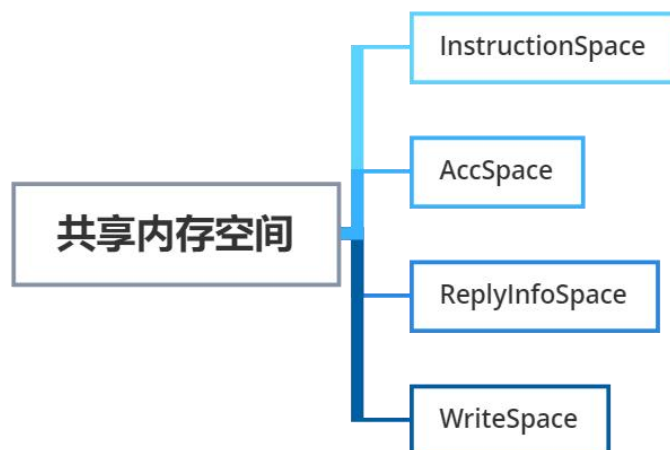 共享内存空间
InstructionSpace
AccSpace
ReplyInfoSpace
WriteSpace